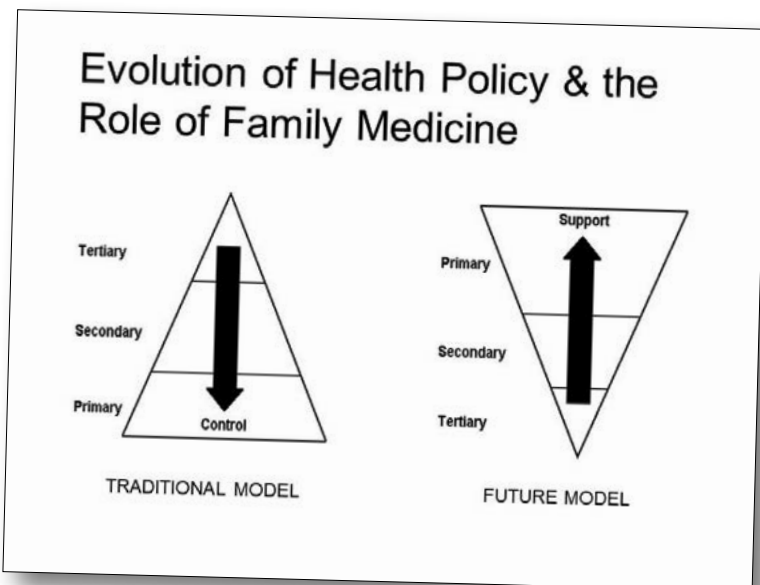 Evolution of Health Policy & the
Role of Family Medicine
Tertiary
Secondary
Primary
Control
TRADITIONAL MODEL
Support
Primary
Secondary
Tertiary
FUTURE MODEL